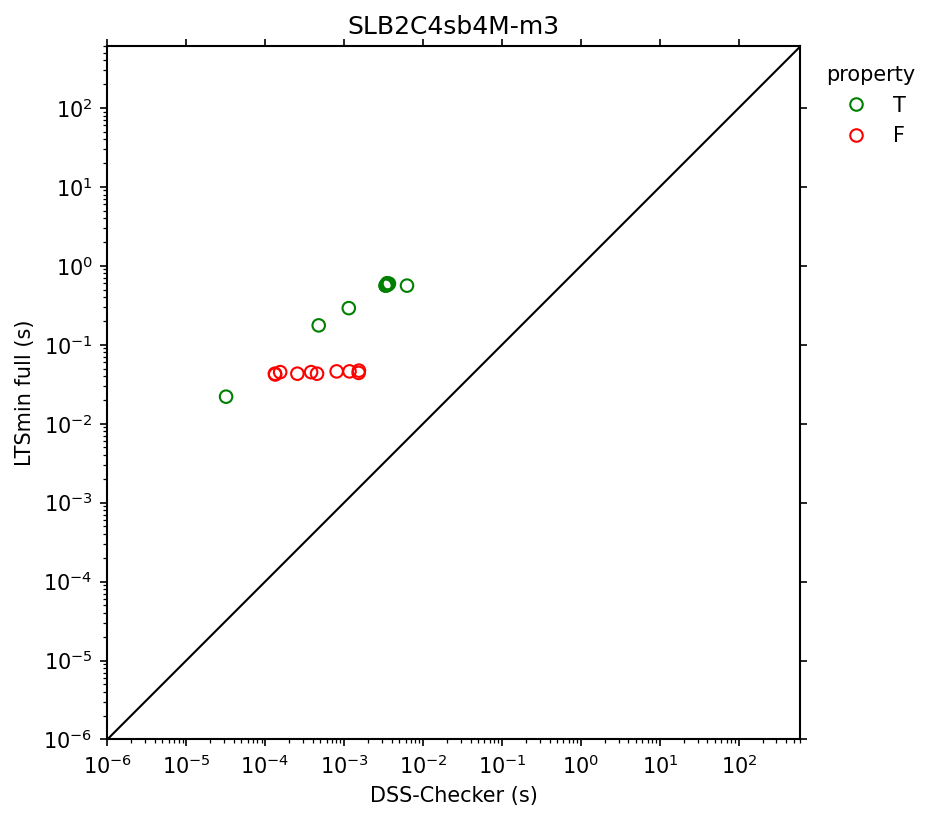 SLB2C4sb4M-m3
property
T
F
LTSmin full (s)
10²
10¹
10⁰
10⁻¹
10⁻²
10⁻³
10⁻⁴
10⁻⁵
10⁻⁶
10⁻⁶ 10⁻⁵ 10⁻⁴ 10⁻³ 10⁻² 10⁻¹ 10⁰ 10¹ 10²
DSS-Checker (s)